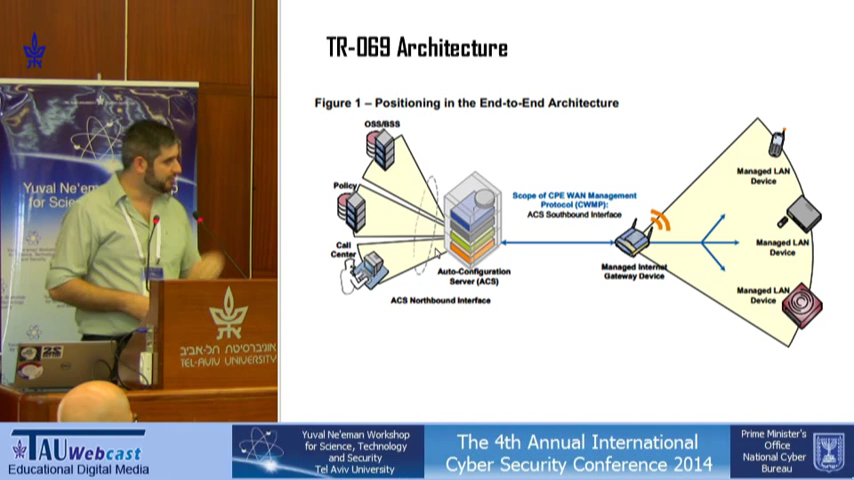 TR-069 Architecture
Figure 1 – Positioning in the End-to-End Architecture
OSS/BSS
Policy
Call
Center
Auto-Configuration
Server (ACS)
ACS Northbound Interface
Scope of CPE WAN Management
Protocol (CWMP):
ACS Southbound Interface
Managed Internet
Gateway Device
Managed LAN
Device
Managed LAN
Device
Managed LAN
Device
Yuval Ne'eman
for
אוניברסיטת תל-אביב
TEL-AVIV UNIVERSITY
TAU Webcast
Educational Digital Media
Yuval Ne'eman Workshop
for Science, Technology
and Security
Tel Aviv University
The 4th Annual International
Cyber Security Conference 2014
Prime Minister's
Office
National Cyber
Bureau